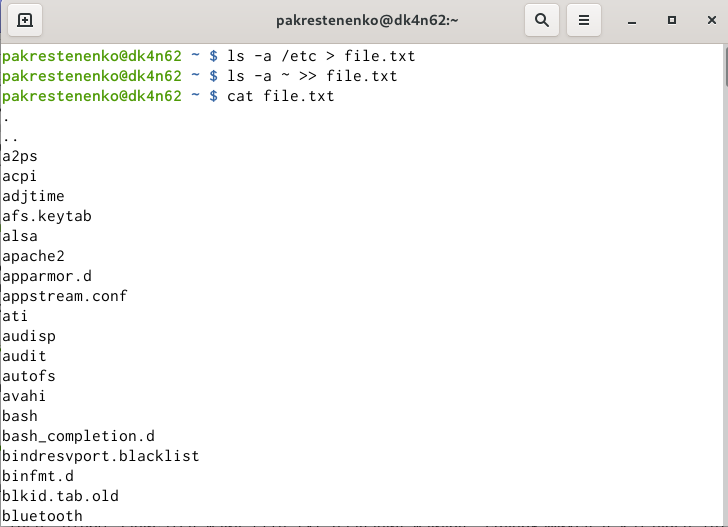 pakrestenenko@dk4n62:~
pakrestenenko@dk4n62 ~ $ ls -a /etc > file.txt
pakrestenenko@dk4n62 ~ $ ls -a ~ >> file.txt
pakrestenenko@dk4n62 ~ $ cat file.txt
.
..
a2ps
acpi
adjtime
afs.keytab
alsa
apache2
apparmor.d
appstream.conf
ati
audisp
audit
autofs
avahi
bash
bash_completion.d
bindresvport.blacklist
binfmt.d
blkid.tab.old
bluetooth